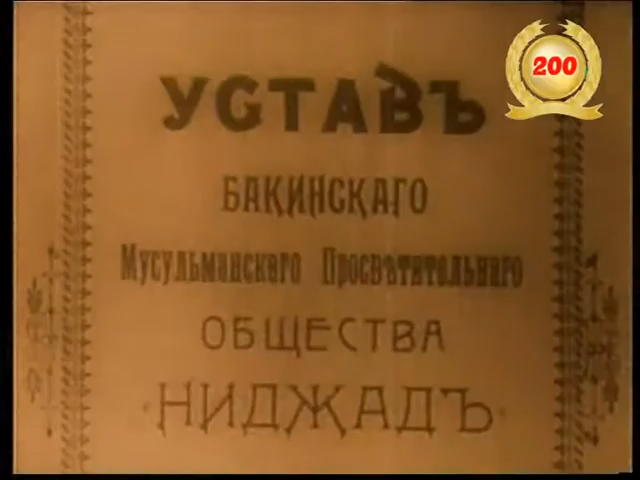 200
УСТАВЪ
БАКИНСКАГО
Мусульманскаго Просвѣтительнаго
ОБЩЕСТВА
"НИДЖАДЪ"